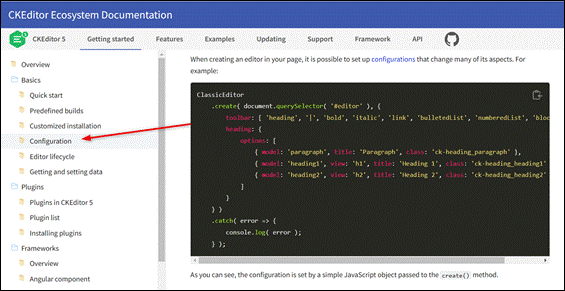 CKEditor Ecosystem Documentation
CKEditor 5
Getting started
Features
Examples
Updating
Support
Framework
API
Overview
Basics
Quick start
Predefined builds
Customized installation
Configuration
Editor lifecycle
Getting and setting data
Plugins
Plugins in CKEditor 5
Plugin list
Installing plugins
Frameworks
Overview
Angular component
When creating an editor in your page, it is possible to set up configurations that change many of its aspects. For
example:
ClassicEditor
.create( document.querySelector( '#editor' ), {
toolbar: [ 'heading', '|', 'bold', 'italic', 'link', 'bulletedList', 'numberedList', 'bloc
heading: {
options: [
{ model: 'paragraph', title: 'Paragraph', class: 'ck-heading_paragraph' },
{ model: 'heading1', view: 'h1', title: 'Heading 1', class: 'ck-heading_heading1'
{ model: 'heading2', view: 'h2', title: 'Heading 2', class: 'ck-heading_heading2'
]
}
} )
.catch( error => {
console.log( error );
} );
As you can see, the configuration is set by a simple JavaScript object passed to the create() method.